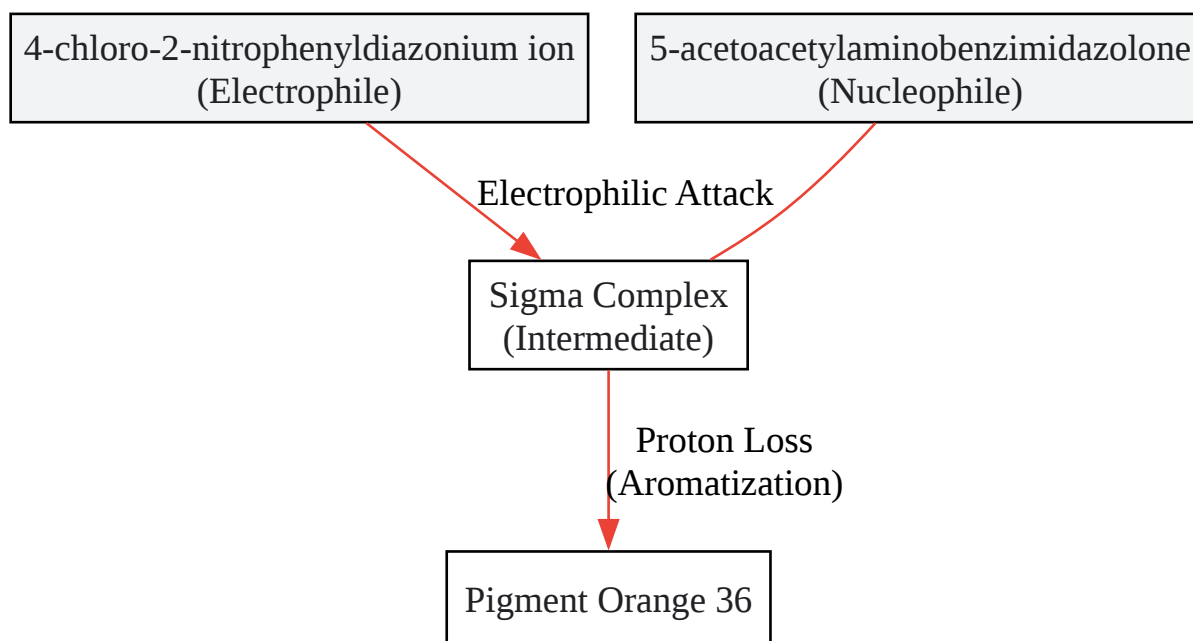 4-chloro-2-nitrophenyldiazonium ion
(Electrophile)
5-acetoacetylaminobenzimidazolone
(Nucleophile)
Electrophilic Attack
Sigma Complex
(Intermediate)
Proton Loss
(Aromatization)
Pigment Orange 36